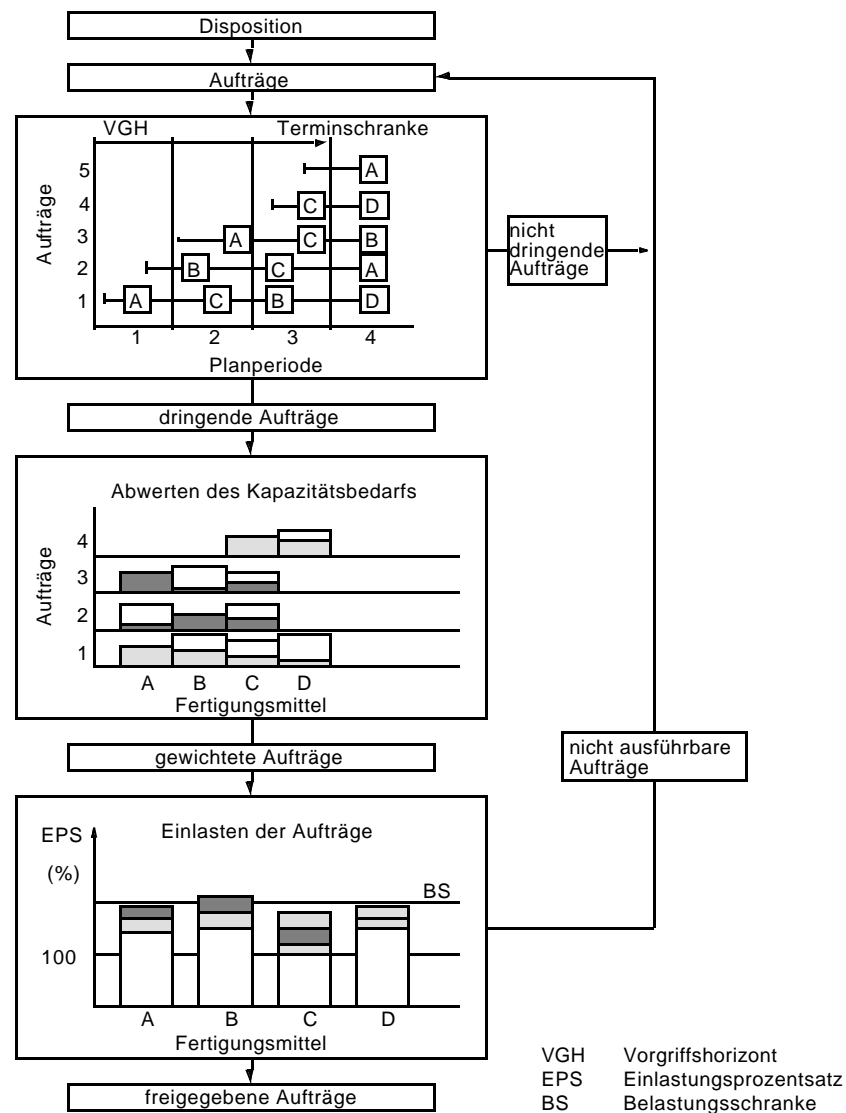 Disposition
Aufträge
VGH Terminschranke
Aufträge
5 A
4 C D
3 A C B
2 B C A
1 A C B D
1 2 3 4
Planperiode
nicht
dringende
Aufträge
dringende Aufträge
Abwerten des Kapazitätsbedarfs
Aufträge
4
3
2
1
A B C D
Fertigungsmittel
gewichtete Aufträge
nicht ausführbare
Aufträge
EPS Einlasten der Aufträge
(%)
BS
100
A B C D
Fertigungsmittel
freigegebene Aufträge
VGH Vorgriffshorizont
EPS Einlastungsprozentsatz
BS Belastungsschranke